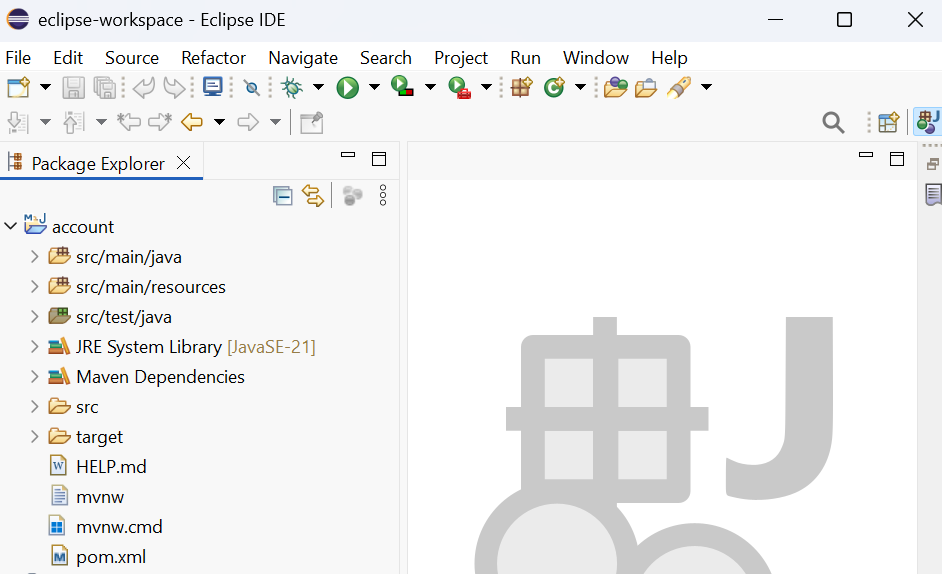 eclipse-workspace - Eclipse IDE
File Edit Source Refactor Navigate Search Project Run Window Help
Package Explorer
account
src/main/java
src/main/resources
src/test/java
JRE System Library [JavaSE-21]
Maven Dependencies
src
target
HELP.md
mvnw
mvnw.cmd
pom.xml
J